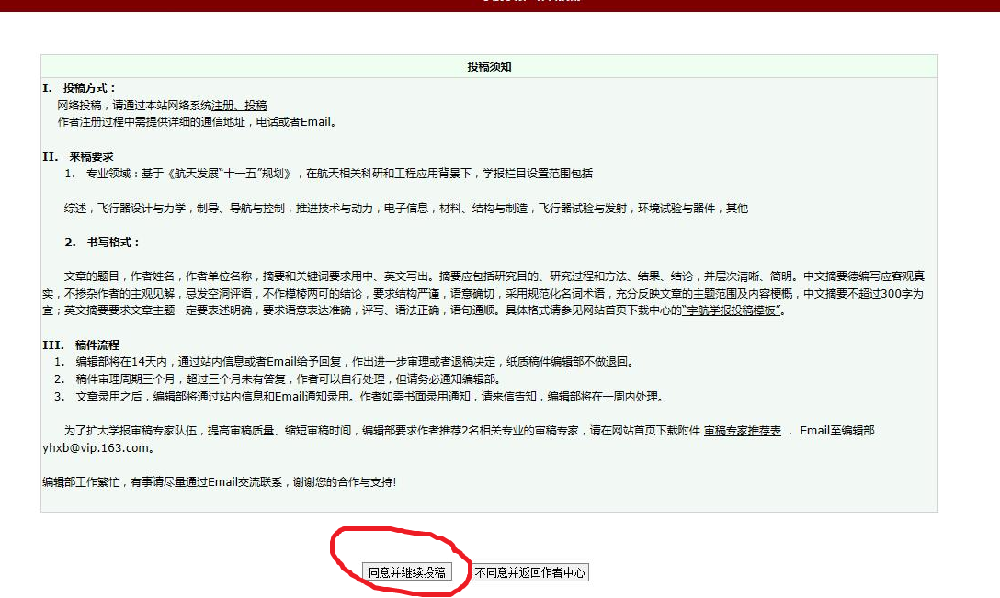 投稿须知
I. 投稿方式：
网络投稿，请通过本站网络系统注册、投稿
作者注册过程中需提供详细的通信地址，电话或者Email。
II. 来稿要求
1. 专业领域：基于《航天发展“十一五”规划》，在航天相关科研和工程应用背景下，学报栏目设置范围包括
综述，飞行器设计与力学，制导、导航与控制，推进技术与动力，电子信息，材料、结构与制造，飞行器试验与发射，环境试验与器件，其他
2. 书写格式：
文章的题目，作者姓名，作者单位名称，摘要和关键词要求用中、英文写出。摘要应包括研究目的、研究过程和方法、结果、结论，并层次清晰、简明。中文摘要德编写应客观真
实，不掺杂作者的主观见解，忌发空洞评语，不作模棱两可的结论，要求结构严谨，语意确切，采用规范化名词术语，充分反映文章的主题范围及内容梗慨，中文摘要不超过300字为
宜；英文摘要要求文章主题一定要表述明确，要求语意表达准确，评写、语法正确，语句通顺。具体格式请参见网站首页下载中心的“宇航学报投稿模板”。
III. 稿件流程
1. 编辑部将在14天内，通过站内信息或者Email给予回复，作出进一步审理或者退稿决定，纸质稿件编辑部不做退回。
2. 稿件审理周期三个月，超过三个月未有答复，作者可以自行处理，但请务必通知编辑部。
3. 文章录用之后，编辑部将通过站内信息和Email通知录用。作者如需书面录用通知，请来信告知，编辑部将在一周内处理。
为了扩大学报审稿专家队伍，提高审稿质量、缩短审稿时间，编辑部要求作者推荐2名相关专业的审稿专家，请在网站首页下载附件 审稿专家推荐表 ， Email至编辑部
yhxb@vip.163.com。
编辑部工作繁忙，有事请尽量通过Email交流联系，谢谢您的合作与支持!
同意并继续投稿 不同意并返回作者中心